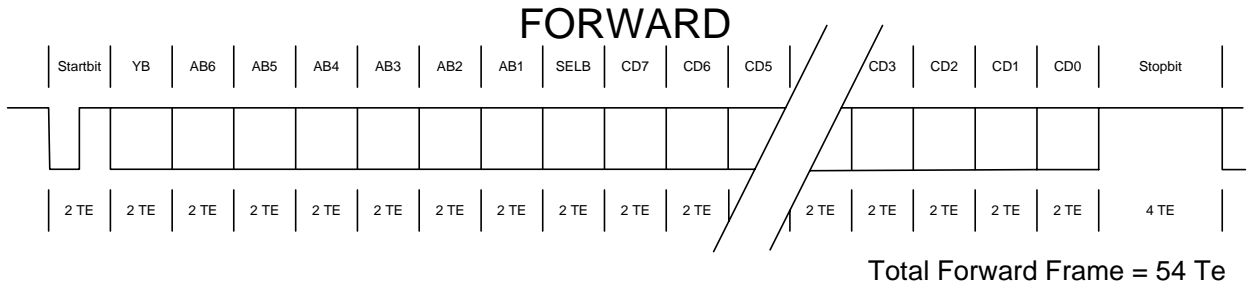 FORWARD
Startbit YB AB6 AB5 AB4 AB3 AB2 AB1 SELB CD7 CD6 CD5 CD3 CD2 CD1 CD0 Stopbit
2 TE 2 TE 2 TE 2 TE 2 TE 2 TE 2 TE 2 TE 2 TE 2 TE 2 TE 2 TE 2 TE 2 TE 2 TE 2 TE 4 TE
Total Forward Frame = 54 Te